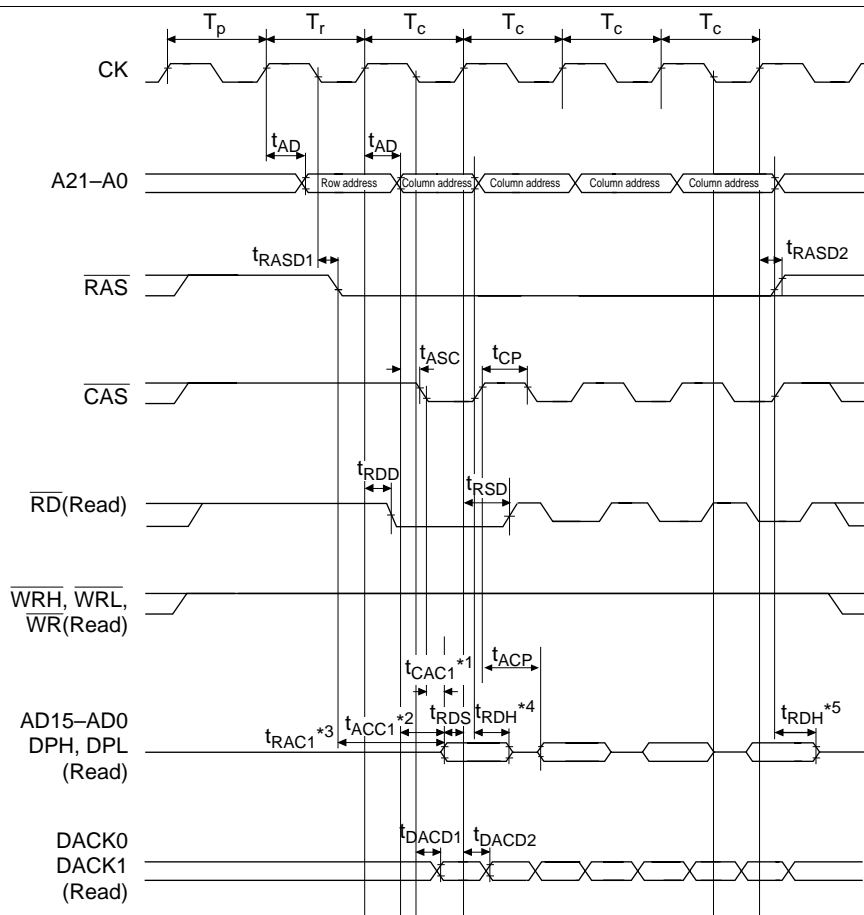 Tp Tr Tc Tc Tc Tc
CK
tAD tAD
A21–A0 Row address Column address Column address Column address Column address
tRASD1 tRASD2
RAS
tASC tCP
CAS
tRDD tRSD
RD(Read)
WRH, WRL,
WR(Read)
tCAC1*1 tACP
AD15–AD0
DPH, DPL
(Read)
tRAC1*3 tACC1*2 tRDS tRDH*4 tRDH*5
DACK0
DACK1
(Read)
tDACD1 tDACD2